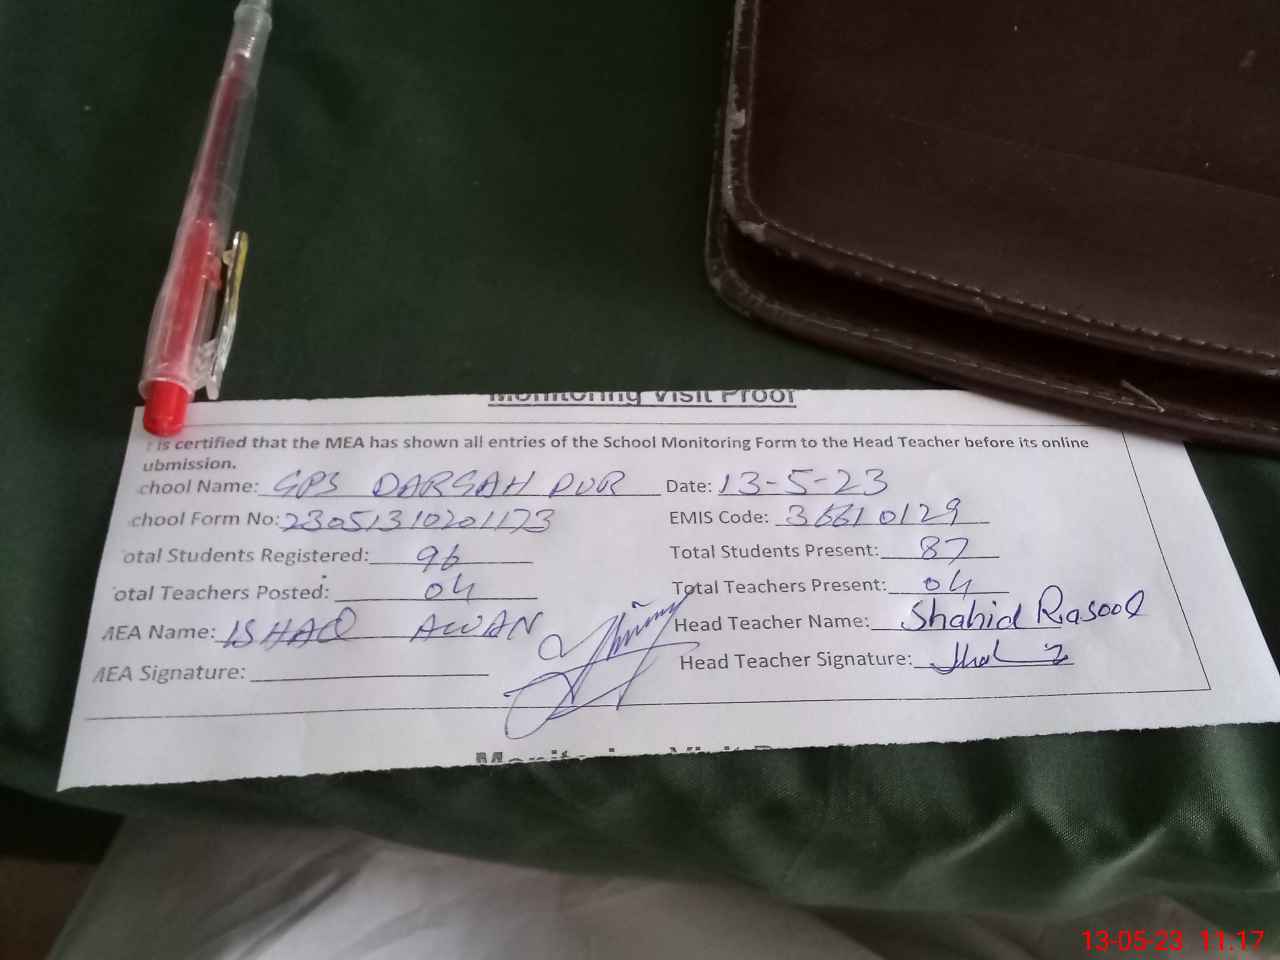 Monitoring Visit Proof
is certified that the MEA has shown all entries of the School Monitoring Form to the Head Teacher before its online
ubmission.
chool Name: GPS DARGAH PUR Date: 13-5-23
chool Form No: 23051310201173 EMIS Code: 36610129
otal Students Registered: 96 Total Students Present: 87
otal Teachers Posted: 04 Total Teachers Present: 04
MEA Name: ISHAQ AWAN Head Teacher Name: Shahid Rasool
MEA Signature: Head Teacher Signature:
Monitoring Visit
13-05-23 11:17